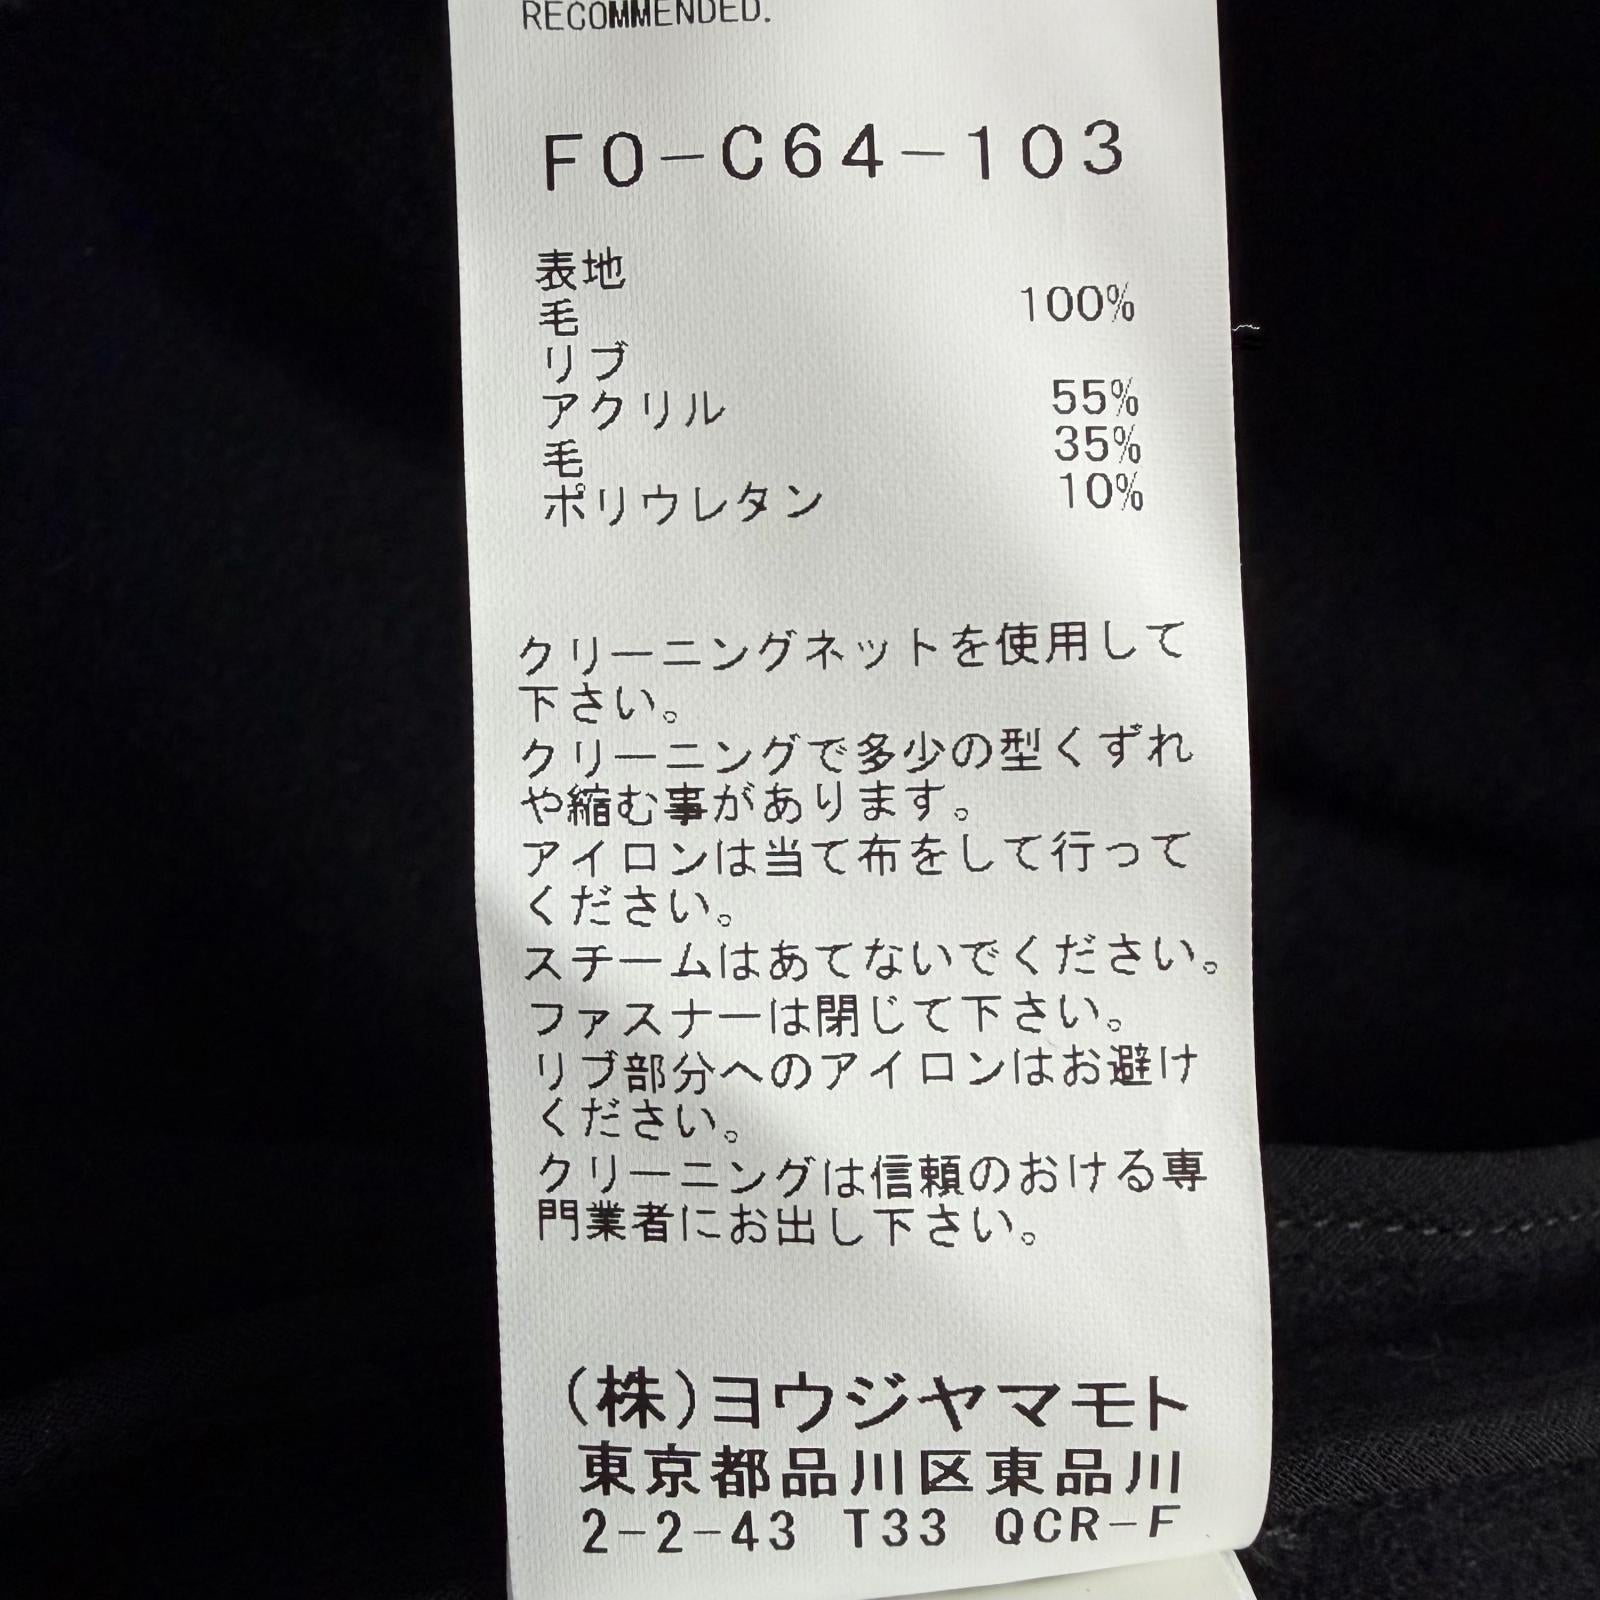 RECOMMENDED.
FO-C64-103
表地
毛 100%
リブ
アクリル 55%
毛 35%
ポリウレタン 10%
クリーニングネットを使用して
下さい。
クリーニングで多少の型くずれ
や縮む事があります。
アイロンは当て布をして行って
ください。
スチームはあてないでください。
ファスナーは閉じて下さい。
リブ部分へのアイロンはお避け
ください。
クリーニングは信頼のおける専
門業者にお出し下さい。
(株)ヨウジヤマモト
東京都品川区東品川
2-2-43 T33 QCR-F